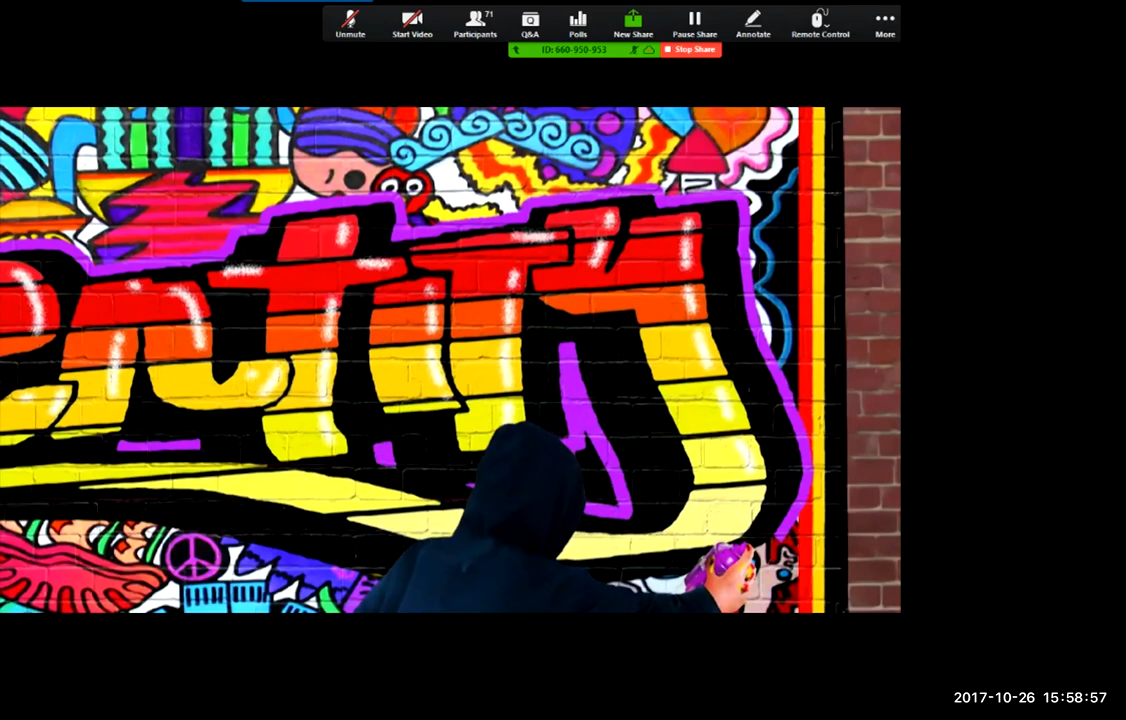 Unmute
Start Video
Participants 71
Q&A
Polls
New Share
Pause Share
Annotate
Remote Control
More
ID: 660-950-953
Stop Share
2017-10-26 15:58:57